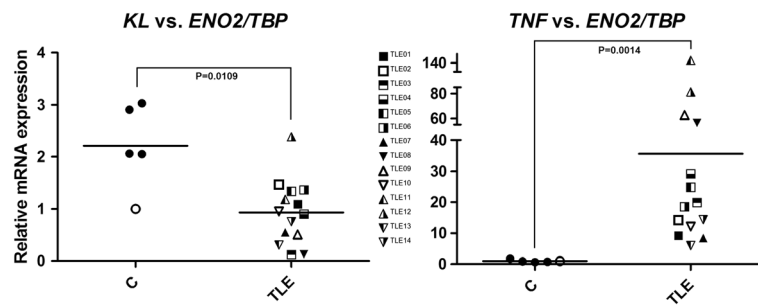 KL vs. ENO2/TBP
Relative mRNA expression
4
3
2
1
0
P=0.0109
C
TLE
TLE01
TLE02
TLE03
TLE04
TLE05
TLE06
TLE07
TLE08
TLE09
TLE10
TLE11
TLE12
TLE13
TLE14
TNF vs. ENO2/TBP
140
80
60
40
30
20
10
0
P=0.0014
C
TLE